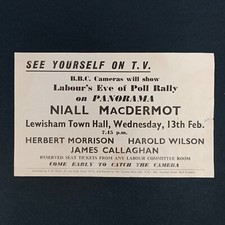 SEE YOURSELF ON T.V.
B.B.C. Cameras will show
Labour's Eve of Poll Rally
on PANORAMA
NIALL MACDERMOT
Lewisham Town Hall, Wednesday, 13th Feb.
7.45 p.m.
HERBERT MORRISON HAROLD WILSON
JAMES CALLAGHAN
RESERVED SEAT TICKETS FROM ANY LABOUR COMMITTEE ROOM
COME EARLY TO CATCH THE CAMERA